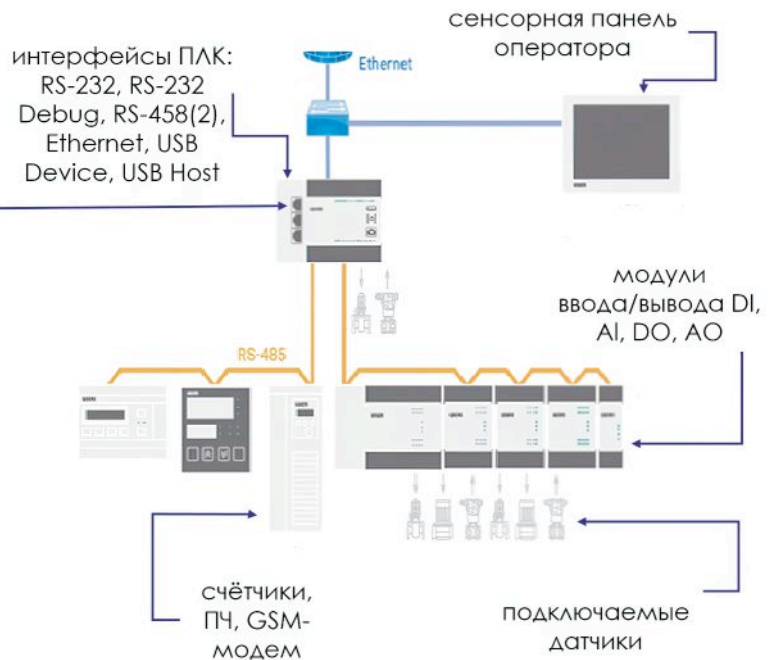 сенсорная панель
оператора
интерфейсы ПЛК:
RS-232, RS-232
Debug, RS-458(2),
Ethernet, USB
Device, USB Host
Ethernet
модули
ввода/вывода DI,
AI, DO, AO
RS-485
счётчики,
ПЧ, GSM-
модем
подключаемые
датчики